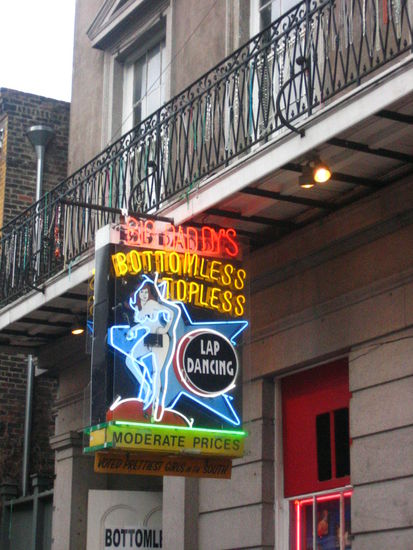 BIG DADDY'S
BOTTOMLESS
TOPLESS
LAP
DANCING
MODERATE PRICES
VOTED PRETTIEST GIRLS IN THE SOUTH
BOTTOML